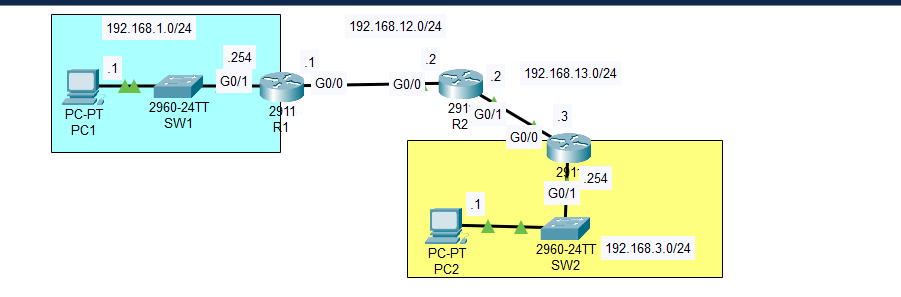 192.168.1.0/24
192.168.12.0/24
.254
.1
.1
G0/1
G0/0
.2
G0/0
.2
192.168.13.0/24
PC-PT
PC1
2960-24TT
SW1
2911
R1
291
R2
G0/1
.3
G0/0
291
.254
G0/1
.1
PC-PT
PC2
2960-24TT
SW2
192.168.3.0/24